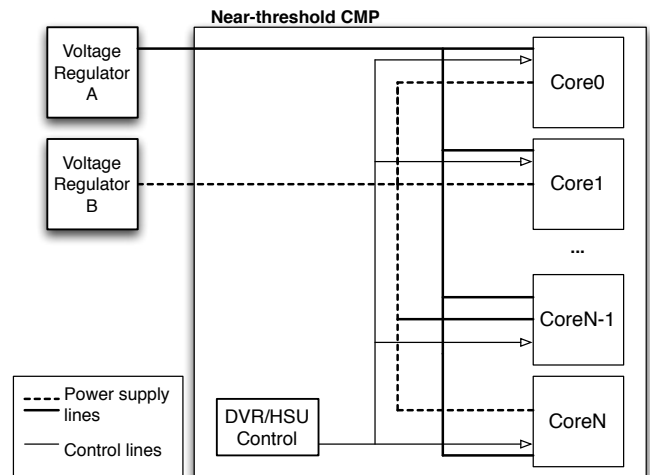 Near-threshold CMP
Voltage
Regulator
A
Core0
Voltage
Regulator
B
Core1
...
CoreN-1
Power supply
lines
Control lines
DVR/HSU
Control
CoreN